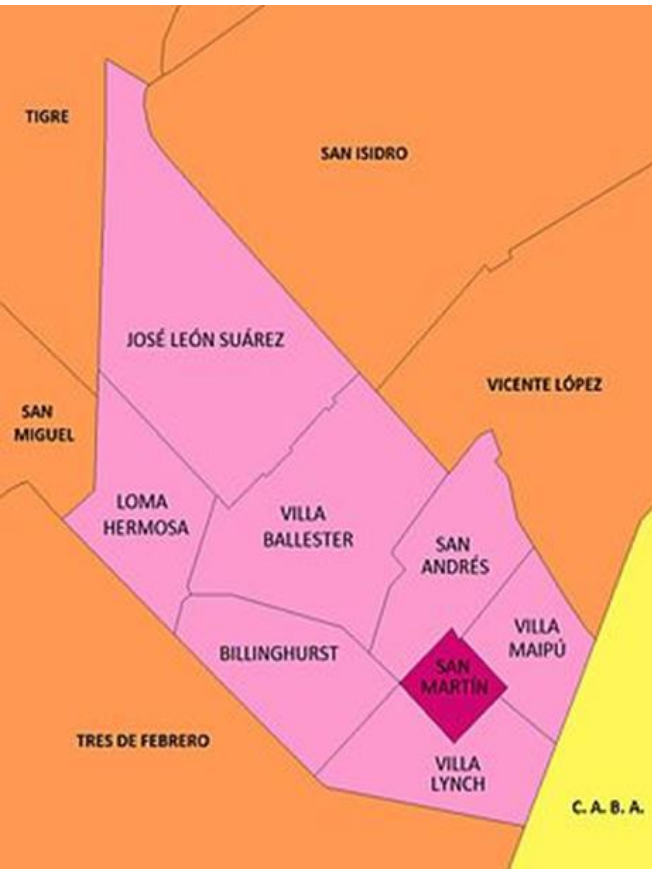 TIGRE
SAN ISIDRO
JOSÉ LEÓN SUÁREZ
VICENTE LÓPEZ
SAN
MIGUEL
LOMA
HERMOSA
VILLA
BALLESTER
SAN
ANDRÉS
VILLA
MAIPÚ
BILLINGHURST
SAN
MARTÍN
TRES DE FEBRERO
VILLA
LYNCH
C. A. B. A.